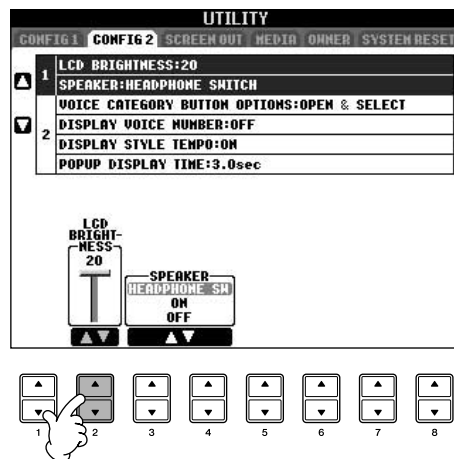 UTILITY
CONFIG 1 CONFIG 2 SCREEN OUT MEDIA OWNER SYSTEM RESET
1 LCD BRIGHTNESS:20
SPEAKER:HEADPHONE SWITCH
2 VOICE CATEGORY BUTTON OPTIONS:OPEN & SELECT
DISPLAY VOICE NUMBER:OFF
DISPLAY STYLE TEMPO:ON
POPUP DISPLAY TIME:3.0sec
LCD
BRIGHT-
NESS
20
SPEAKER
HEADPHONE SW
ON
OFF
1 2 3 4 5 6 7 8